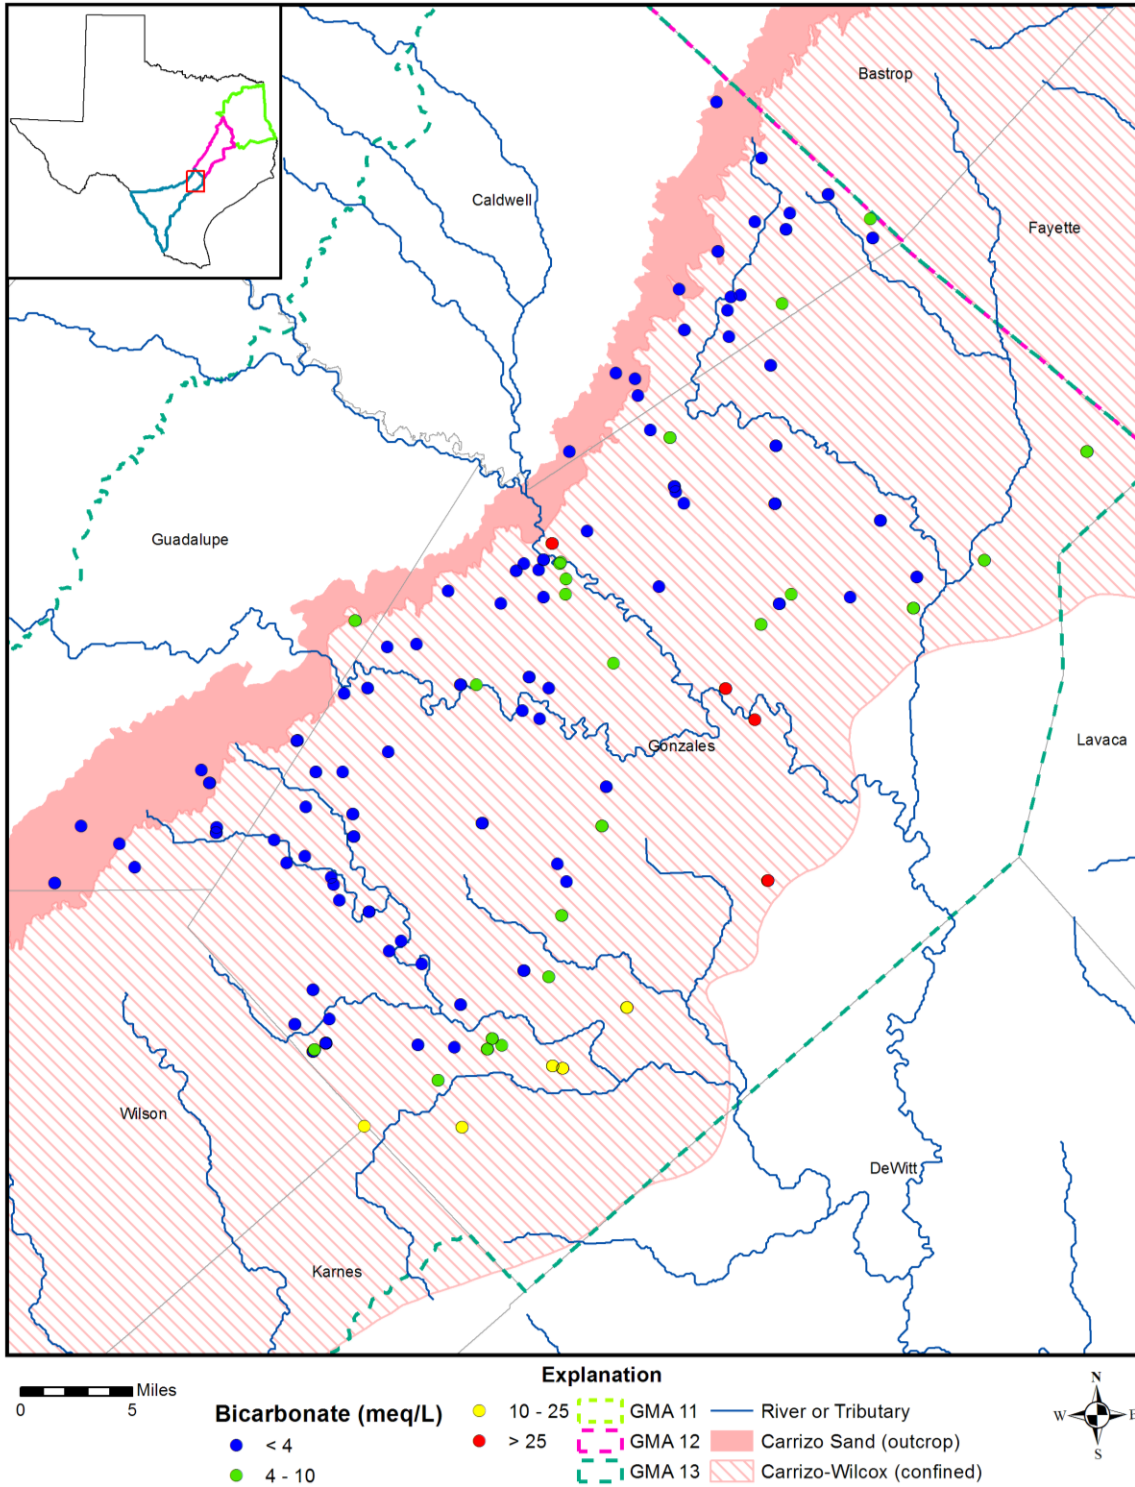 Bastrop
Caldwell
Fayette
Guadalupe
Gonzales
Lavaca
Wilson
DeWitt
Karnes
Explanation
Miles
0 5
Bicarbonate (meq/L)
< 4
4 - 10
10 - 25
> 25
GMA 11
GMA 12
GMA 13
River or Tributary
Carrizo Sand (outcrop)
Carrizo-Wilcox (confined)
N
W E
S